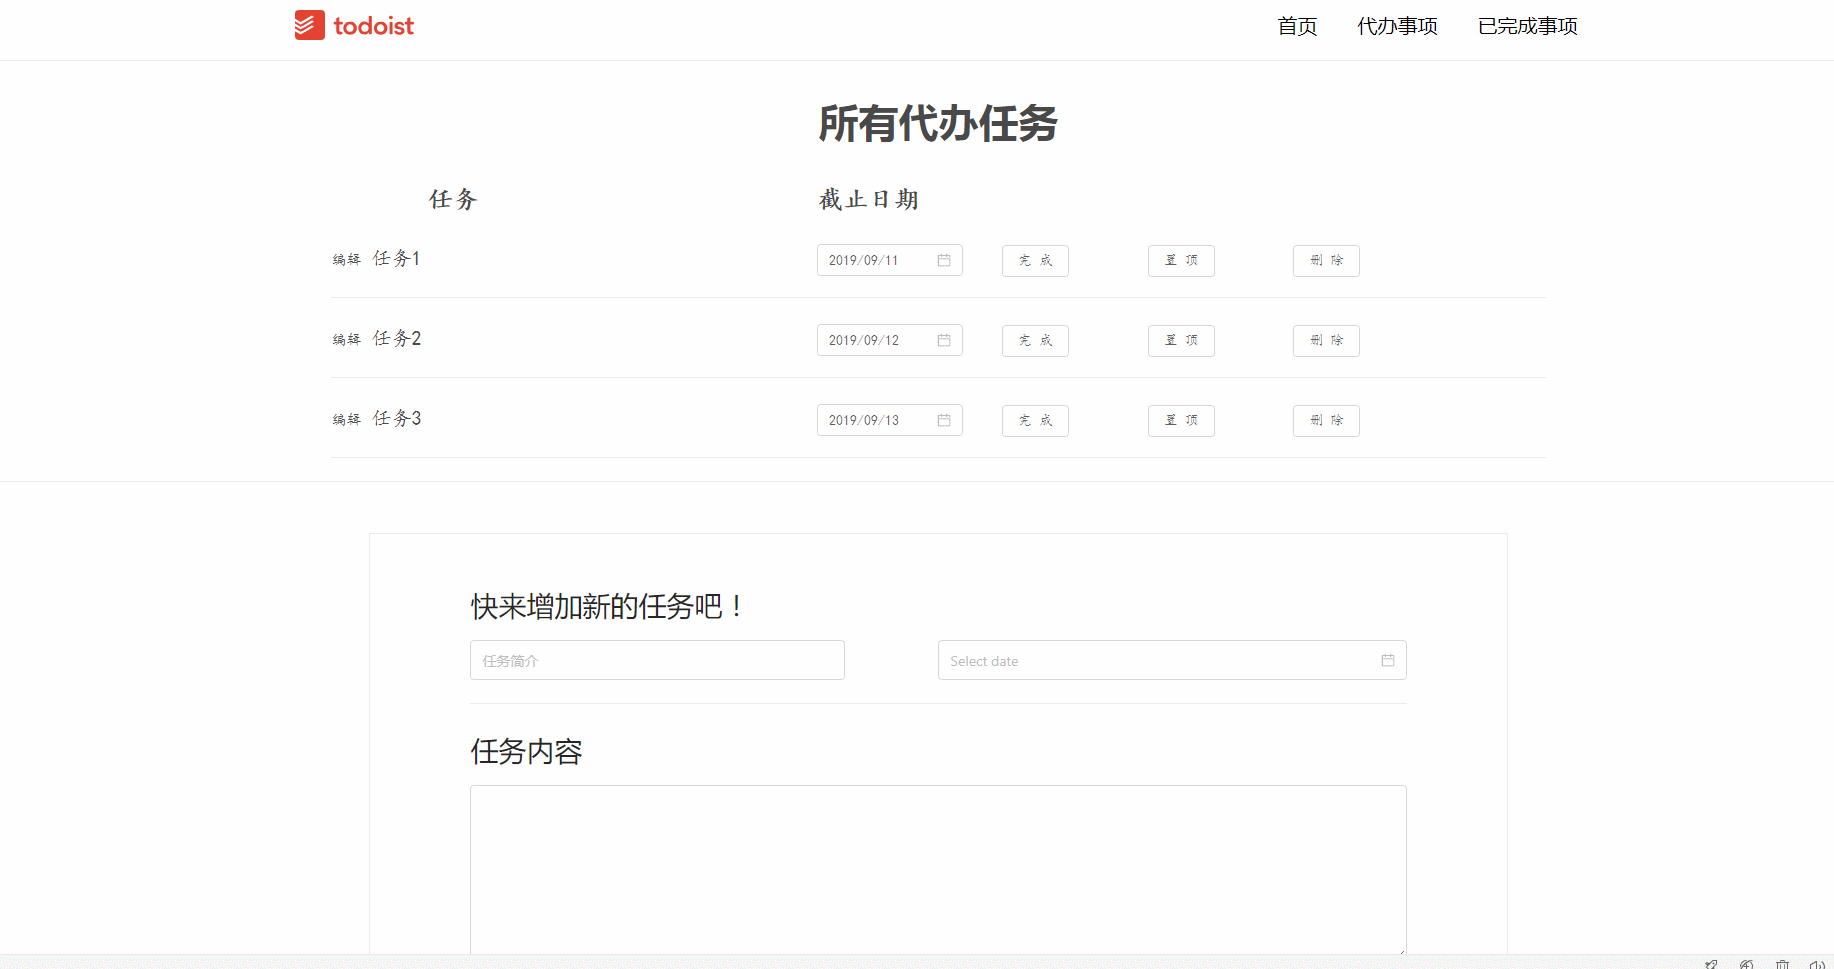 todoist 首页 代办事项 已完成事项
所有代办任务
任务 截止日期
编辑 任务1 2019/09/11 完 成 置 顶 删 除
编辑 任务2 2019/09/12 完 成 置 顶 删 除
编辑 任务3 2019/09/13 完 成 置 顶 删 除
快来增加新的任务吧！
任务简介 Select date
任务内容